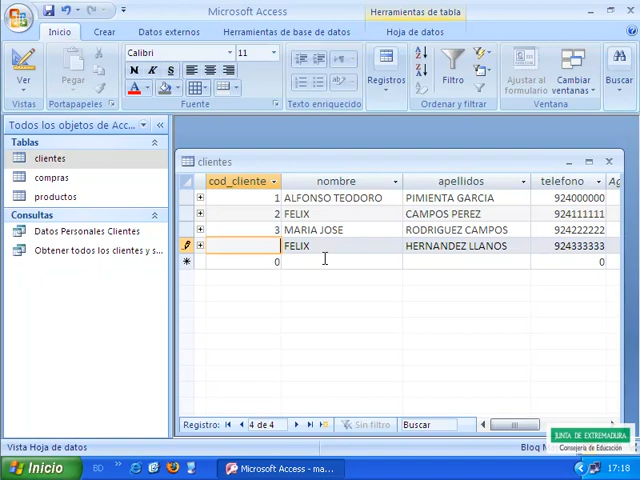 Microsoft Access
Herramientas de tabla
Inicio
Crear
Datos externos
Herramientas de base de datos
Hoja de datos
Ver
Pegar
Calibri
11
N K S
Registros
Filtro
Ajustar al formulario
Cambiar ventanas
Buscar
Vistas
Portapapeles
Fuente
Texto enriquecido
Ordenar y filtrar
Ventana
Todos los objetos de Acc...
Tablas
clientes
compras
productos
Consultas
Datos Personales Clientes
Obtener todos los clientes y s...
clientes
cod_cliente nombre apellidos telefono
1 ALFONSO TEODORO PIMIENTA GARCIA 924000000
2 FELIX CAMPOS PEREZ 924111111
3 MARIA JOSE RODRIGUEZ CAMPOS 924222222
FELIX HERNANDEZ LLANOS 924333333
0 0
Registro: 4 de 4 Sin filtro Buscar
Vista Hoja de datos
Bloq
JUNTA DE EXTREMADURA
Consejería de Educación
Inicio
BD
Microsoft Access - ma...
17:18